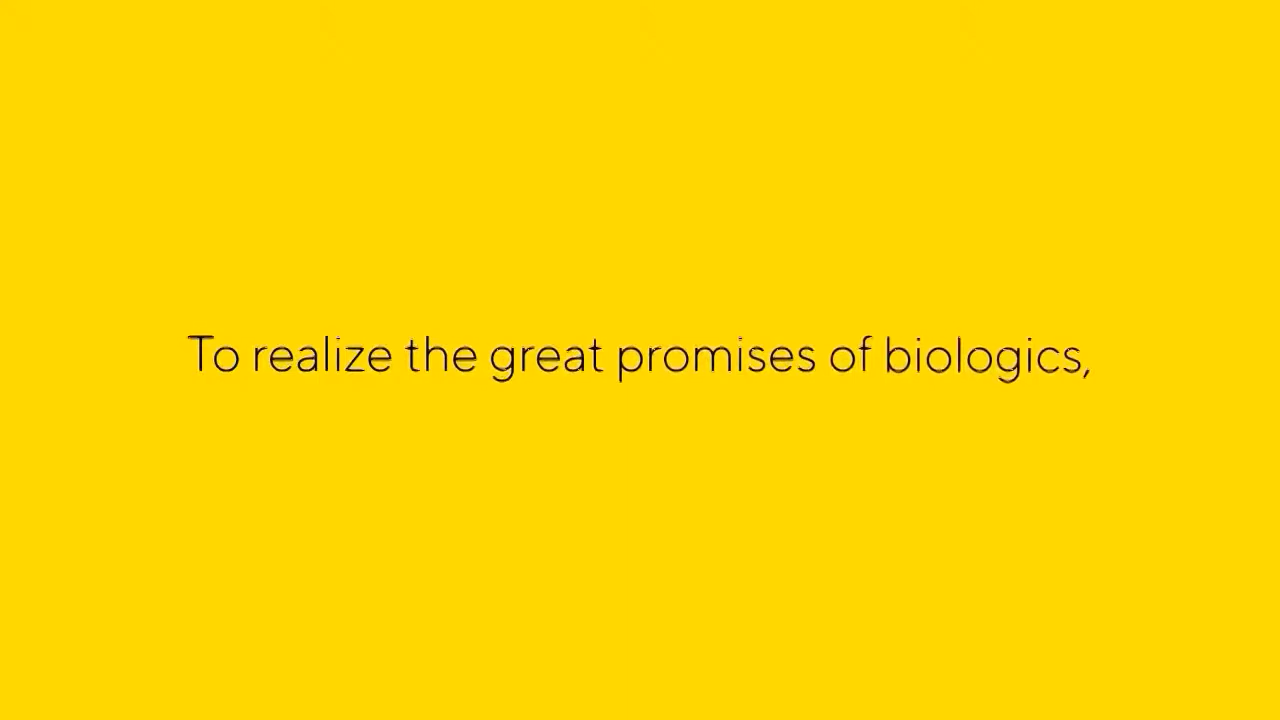 To realize the great promises of biologics,